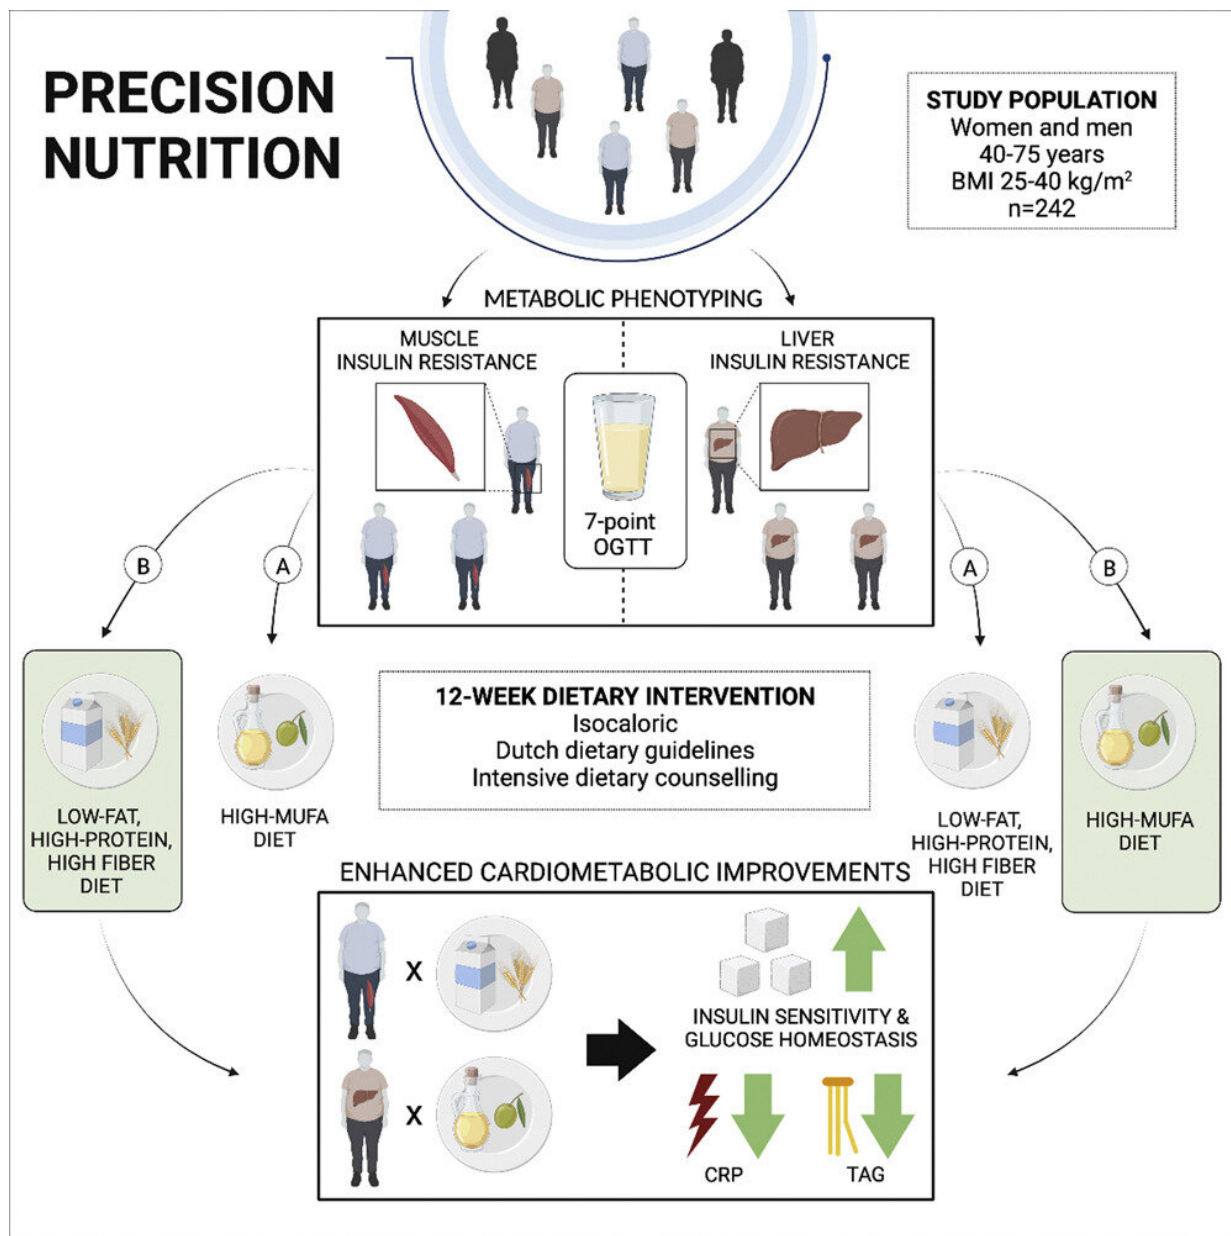 PRECISION
NUTRITION
STUDY POPULATION
Women and men
40-75 years
BMI 25-40 kg/m²
n=242
METABOLIC PHENOTYPING
MUSCLE
INSULIN RESISTANCE
LIVER
INSULIN RESISTANCE
7-point
OGTT
B
A
A
B
LOW-FAT,
HIGH-PROTEIN,
HIGH FIBER
DIET
HIGH-MUFA
DIET
12-WEEK DIETARY INTERVENTION
Isocaloric
Dutch dietary guidelines
Intensive dietary counselling
LOW-FAT,
HIGH-PROTEIN,
HIGH FIBER
DIET
HIGH-MUFA
DIET
ENHANCED CARDIOMETABOLIC IMPROVEMENTS
X
X
INSULIN SENSITIVITY &
GLUCOSE HOMEOSTASIS
CRP
TAG